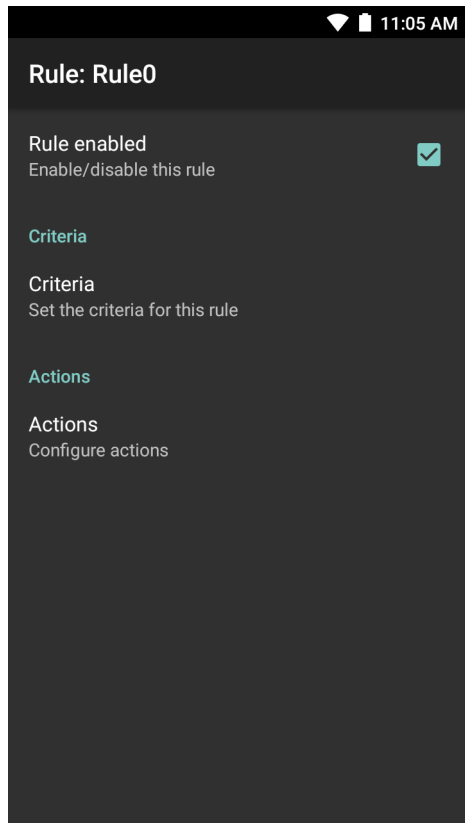 11:05 AM
Rule: Rule0
Rule enabled
Enable/disable this rule
Criteria
Criteria
Set the criteria for this rule
Actions
Actions
Configure actions